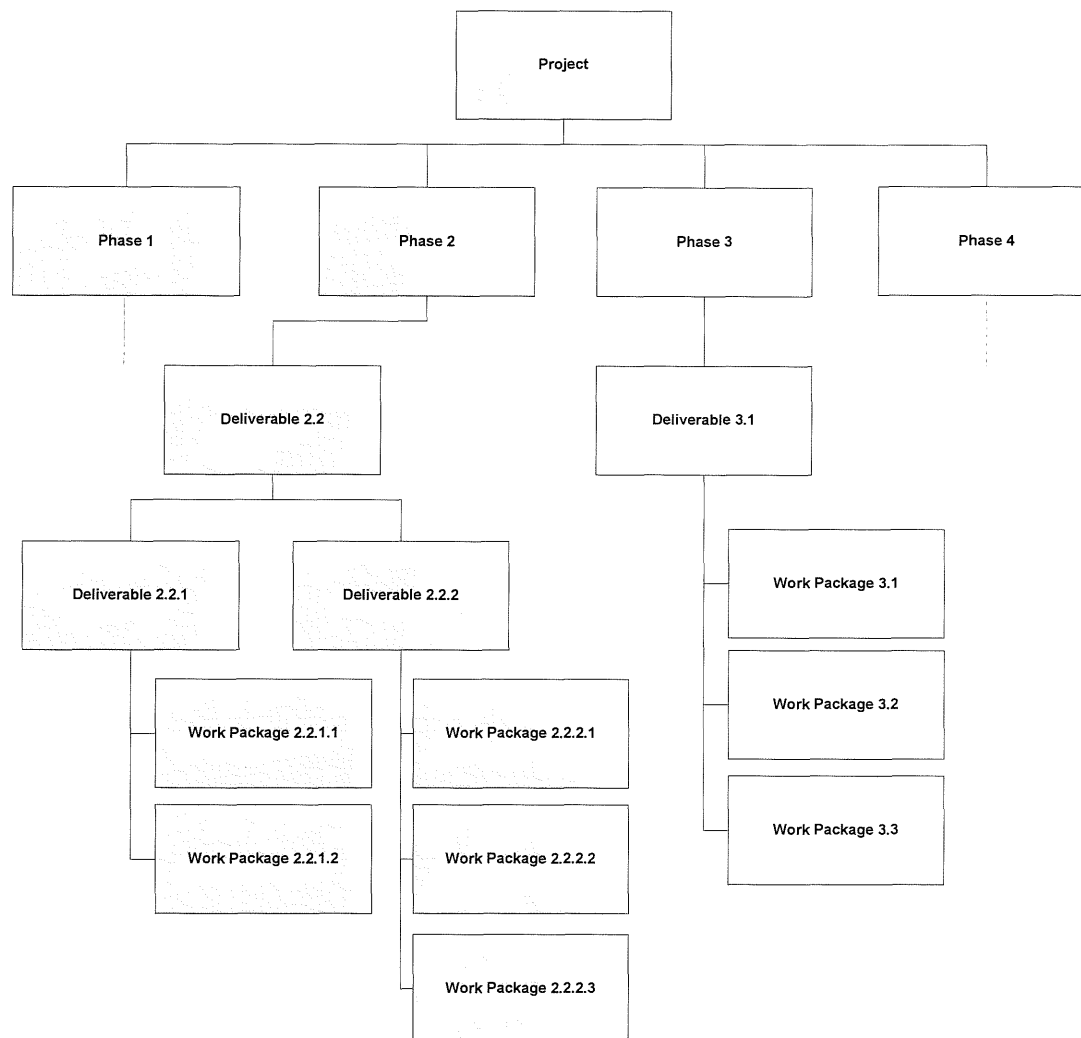 Project
Phase 1
Phase 2
Phase 3
Phase 4
Deliverable 2.2
Deliverable 3.1
Deliverable 2.2.1
Deliverable 2.2.2
Work Package 3.1
Work Package 3.2
Work Package 3.3
Work Package 2.2.1.1
Work Package 2.2.2.1
Work Package 2.2.1.2
Work Package 2.2.2.2
Work Package 2.2.2.3